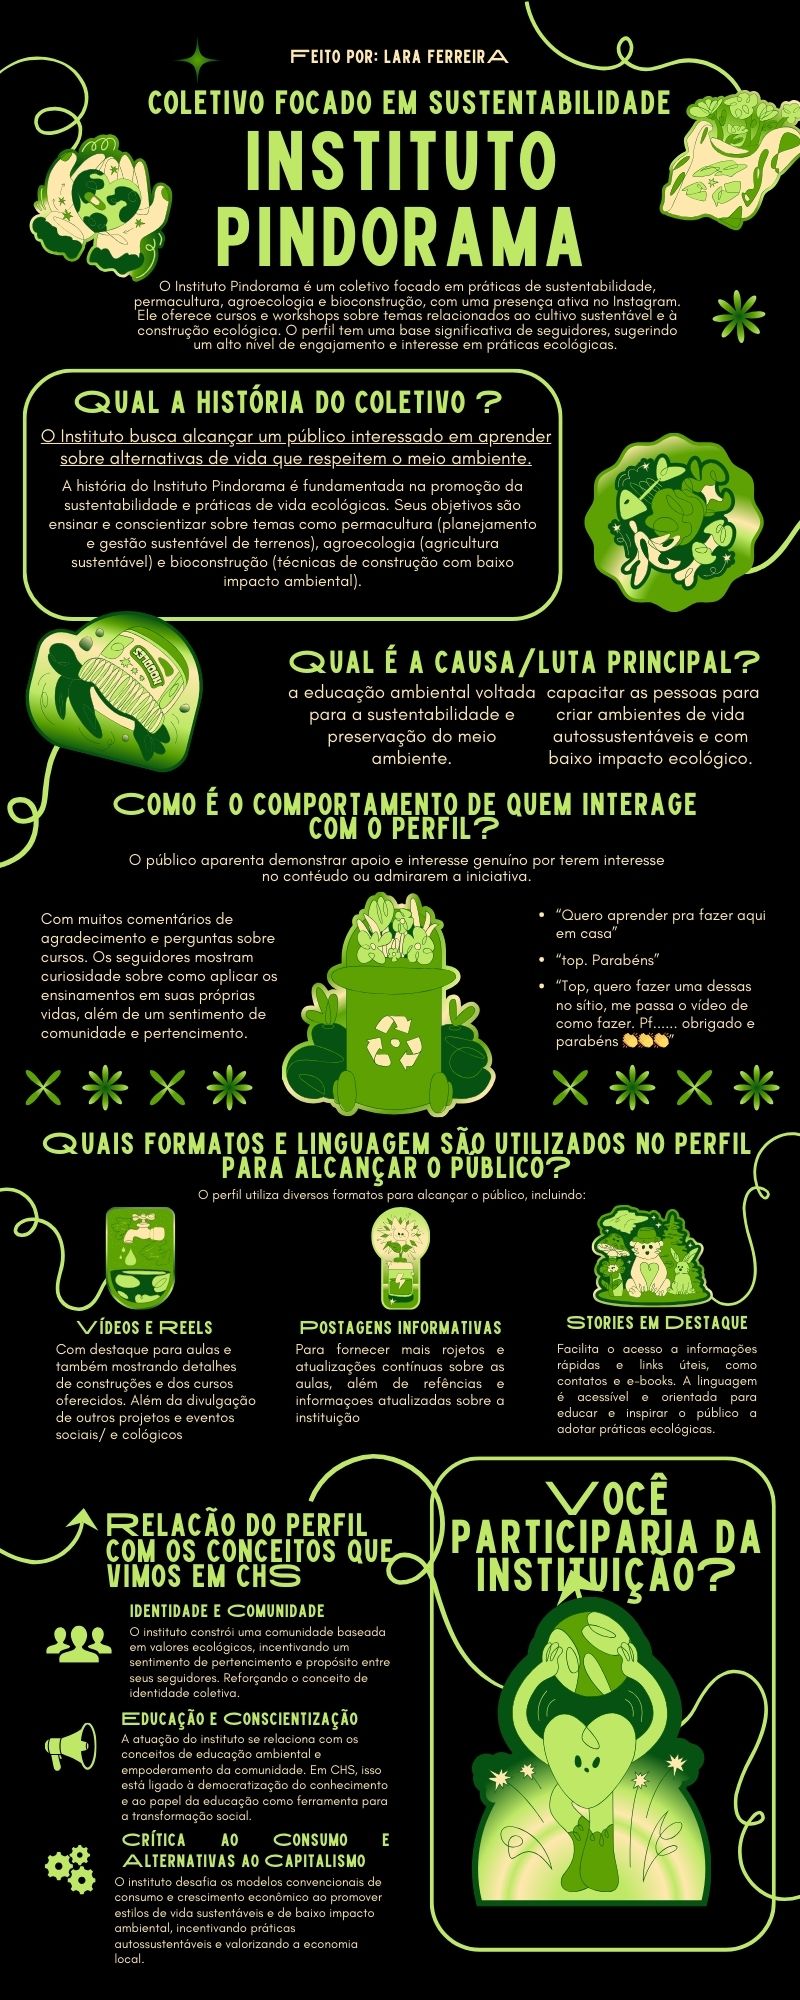 FEITO POR: LARA FERREIRA
COLETIVO FOCADO EM SUSTENTABILIDADE
INSTITUTO
PINDORAMA
O Instituto Pindorama é um coletivo focado em práticas de sustentabilidade,
permacultura, agroecologia e bioconstrução, com uma presença ativa no Instagram.
Ele oferece cursos e workshops sobre temas relacionados ao cultivo sustentável e à
construção ecológica. O perfil tem uma base significativa de seguidores, sugerindo
um alto nível de engajamento e interesse em práticas ecológicas.
QUAL A HISTÓRIA DO COLETIVO ?
O Instituto busca alcançar um público interessado em aprender
sobre alternativas de vida que respeitem o meio ambiente.
A história do Instituto Pindorama é fundamentada na promoção da
sustentabilidade e práticas de vida ecológicas. Seus objetivos são
ensinar e conscientizar sobre temas como permacultura (planejamento
e gestão sustentável de terrenos), agroecologia (agricultura
sustentável) e bioconstrução (técnicas de construção com baixo
impacto ambiental).
NOODLES
QUAL É A CAUSA/LUTA PRINCIPAL?
a educação ambiental voltada
para a sustentabilidade e
preservação do meio
ambiente.
capacitar as pessoas para
criar ambientes de vida
autossustentáveis e com
baixo impacto ecológico.
COMO É O COMPORTAMENTO DE QUEM INTERAGE
COM O PERFIL?
O público aparenta demonstrar apoio e interesse genuíno por terem interesse
no contéudo ou admirarem a iniciativa.
Com muitos comentários de
agradecimento e perguntas sobre
cursos. Os seguidores mostram
curiosidade sobre como aplicar os
ensinamentos em suas próprias
vidas, além de um sentimento de
comunidade e pertencimento.
• “Quero aprender pra fazer aqui
em casa”
• “top. Parabéns”
• “Top, quero fazer uma dessas
no sítio, me passa o vídeo de
como fazer. Pf...... obrigado e
parabéns 👏👏👏”
QUAIS FORMATOS E LINGUAGEM SÃO UTILIZADOS NO PERFIL
PARA ALCANÇAR O PÚBLICO?
O perfil utiliza diversos formatos para alcançar o público, incluindo:
VÍDEOS E REELS
Com destaque para aulas e
também mostrando detalhes
de construções e dos cursos
oferecidos. Além da divulgação
de outros projetos e eventos
sociais/ e cológicos
POSTAGENS INFORMATIVAS
Para fornecer mais rojetos e
atualizações contínuas sobre as
aulas, além de refências e
informaçoes atualizadas sobre a
instituição
STORIES EM DESTAQUE
Facilita o acesso a informações
rápidas e links úteis, como
contatos e e-books. A linguagem
é acessível e orientada para
educar e inspirar o público a
adotar práticas ecológicas.
RELAÇÃO DO PERFIL
COM OS CONCEITOS QUE
VIMOS EM CHS
IDENTIDADE E COMUNIDADE
O instituto constrói uma comunidade baseada
em valores ecológicos, incentivando um
sentimento de pertencimento e propósito entre
seus seguidores. Reforçando o conceito de
identidade coletiva.
EDUCAÇÃO E CONSCIENTIZAÇÃO
A atuação do instituto se relaciona com os
conceitos de educação ambiental e
empoderamento da comunidade. Em CHS, isso
está ligado à democratização do conhecimento
e ao papel da educação como ferramenta para
a transformação social.
CRÍTICA AO CONSUMO E
ALTERNATIVAS AO CAPITALISMO
O instituto desafia os modelos convencionais de
consumo e crescimento econômico ao promover
estilos de vida sustentáveis e de baixo impacto
ambiental, incentivando práticas
autossustentáveis e valorizando a economia
local.
VOCÊ
PARTICIPARIA DA
INSTITUIÇÃO?